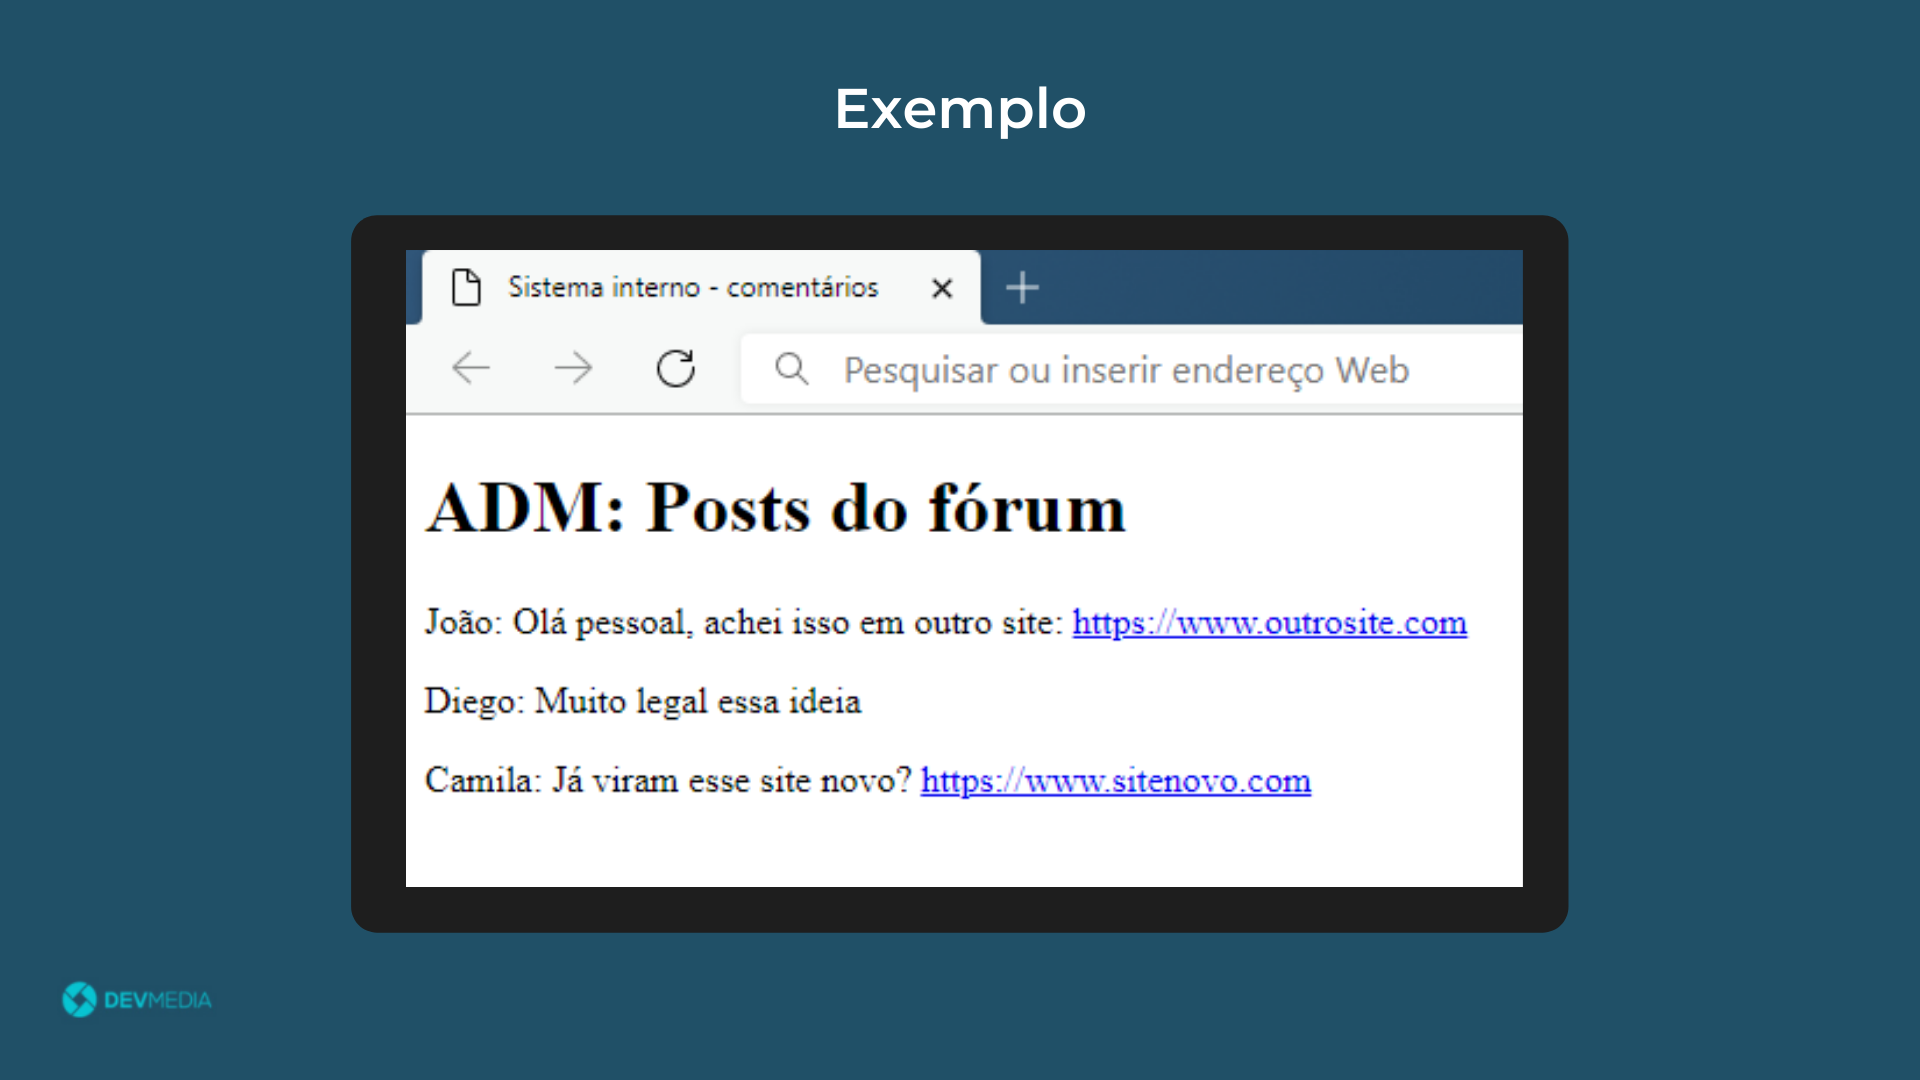 Exemplo
Sistema interno - comentários
Pesquisar ou inserir endereço Web
ADM: Posts do fórum
João: Olá pessoal, achei isso em outro site: https://www.outrosite.com
Diego: Muito legal essa ideia
Camila: Já viram esse site novo? https://www.sitenovo.com
DEVMEDIA